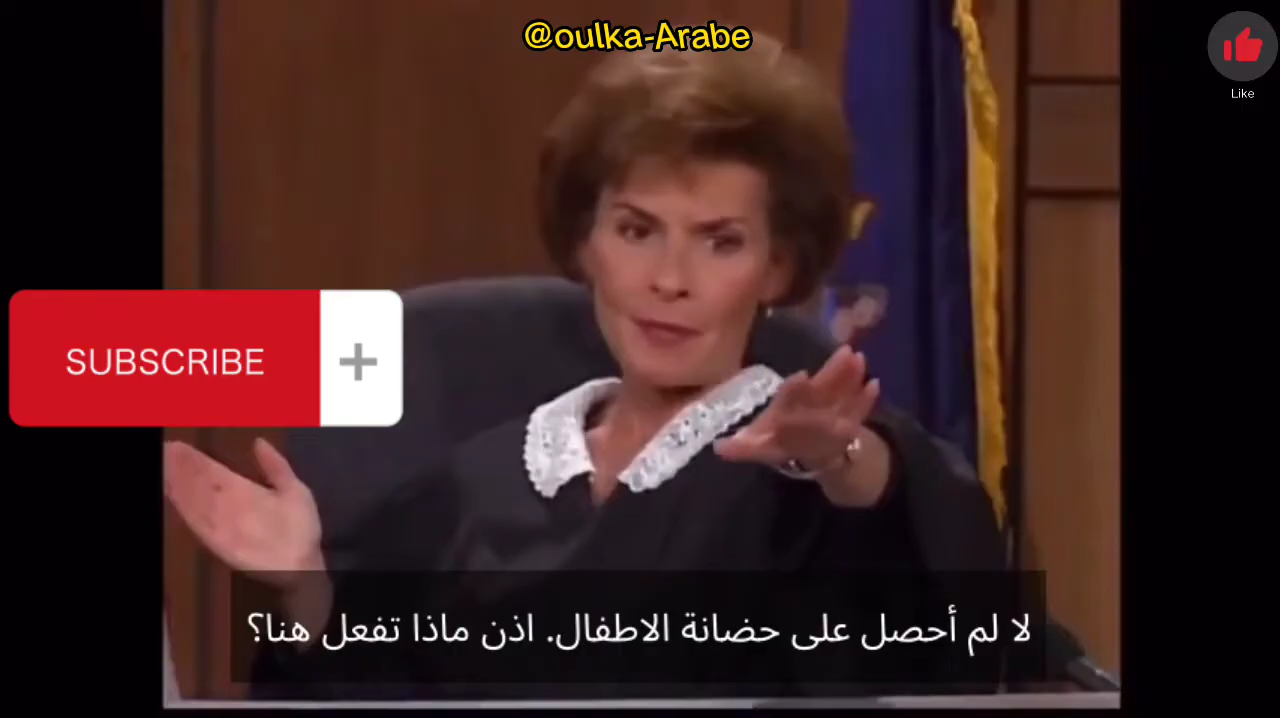 @oulka-Arabe
Like
SUBSCRIBE
لا لم أحصل على حضانة الاطفال. اذن ماذا تفعل هنا؟